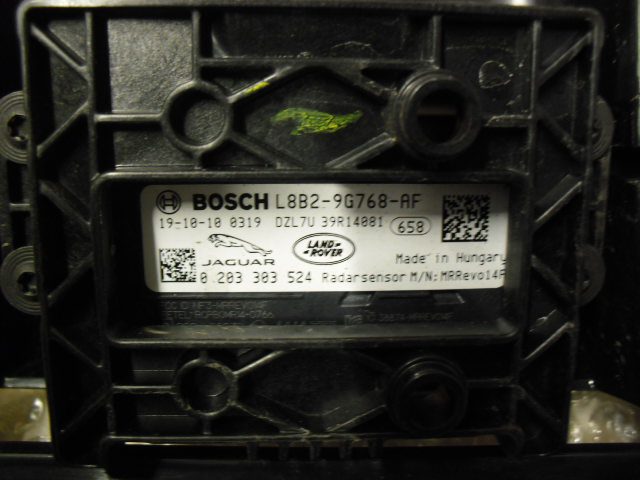 BOSCH L8B2-9G768-AF
19-10-10 0319 DZL7U 39R14081 658
JAGUAR LAND-ROVER Made in Hungary
0 203 303 524 Radarsensor M/N:MRRevo14F